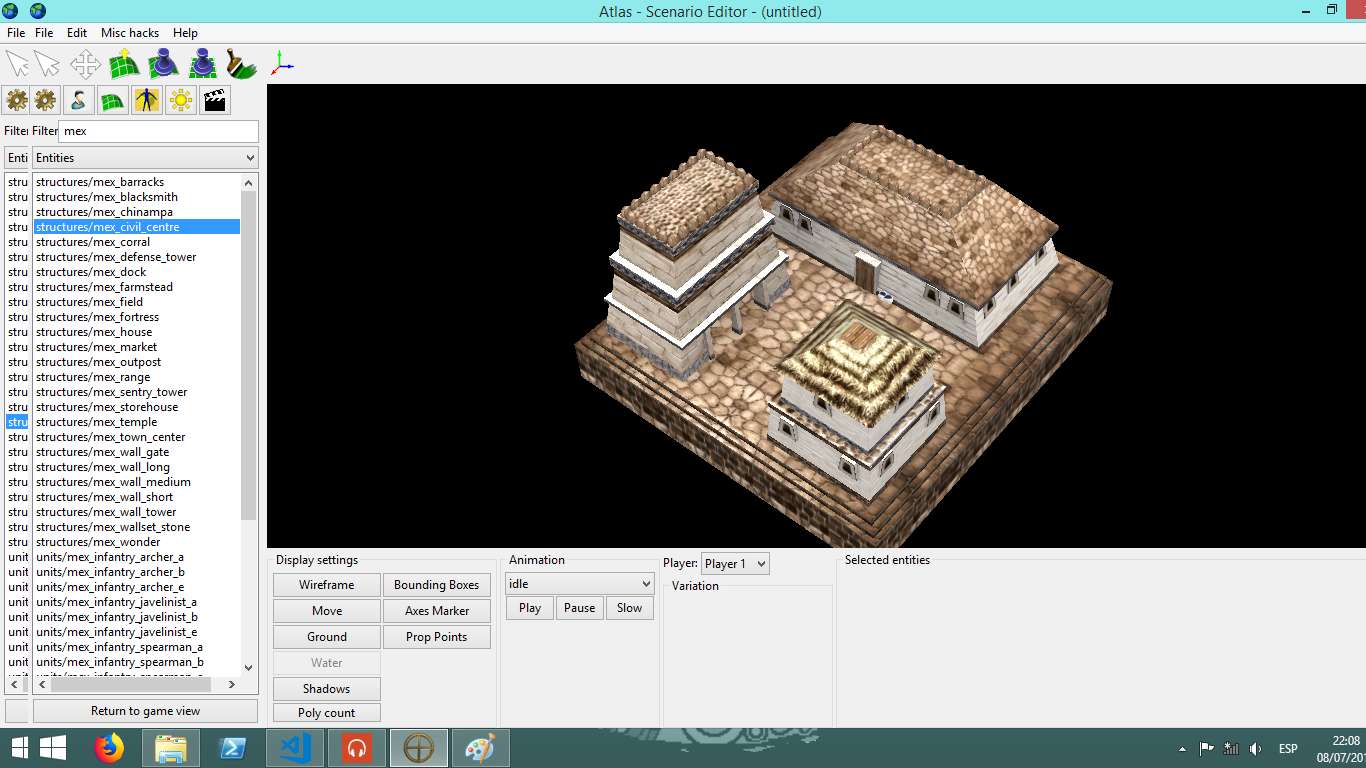 Atlas - Scenario Editor - (untitled)
File File Edit Misc hacks Help
Filter Filter mex
Enti Entities
stru structures/mex_barracks
stru structures/mex_blacksmith
stru structures/mex_chinampa
stru structures/mex_civil_centre
stru structures/mex_corral
stru structures/mex_defense_tower
stru structures/mex_dock
stru structures/mex_farmstead
stru structures/mex_field
stru structures/mex_fortress
stru structures/mex_house
stru structures/mex_market
stru structures/mex_outpost
stru structures/mex_range
stru structures/mex_sentry_tower
stru structures/mex_storehouse
stru structures/mex_temple
stru structures/mex_town_center
stru structures/mex_wall_gate
stru structures/mex_wall_long
stru structures/mex_wall_medium
stru structures/mex_wall_short
stru structures/mex_wall_tower
stru structures/mex_wallset_stone
stru structures/mex_wonder
unit units/mex_infantry_archer_a
unit units/mex_infantry_archer_b
unit units/mex_infantry_archer_e
unit units/mex_infantry_javelinist_a
unit units/mex_infantry_javelinist_b
unit units/mex_infantry_javelinist_e
unit units/mex_infantry_spearman_a
unit units/mex_infantry_spearman_b
Return to game view
Display settings
Wireframe Bounding Boxes
Move Axes Marker
Ground Prop Points
Water
Shadows
Poly count
Animation
idle
Play Pause Slow
Player: Player 1
Variation
Selected entities
ESP
22:08
08/07/20